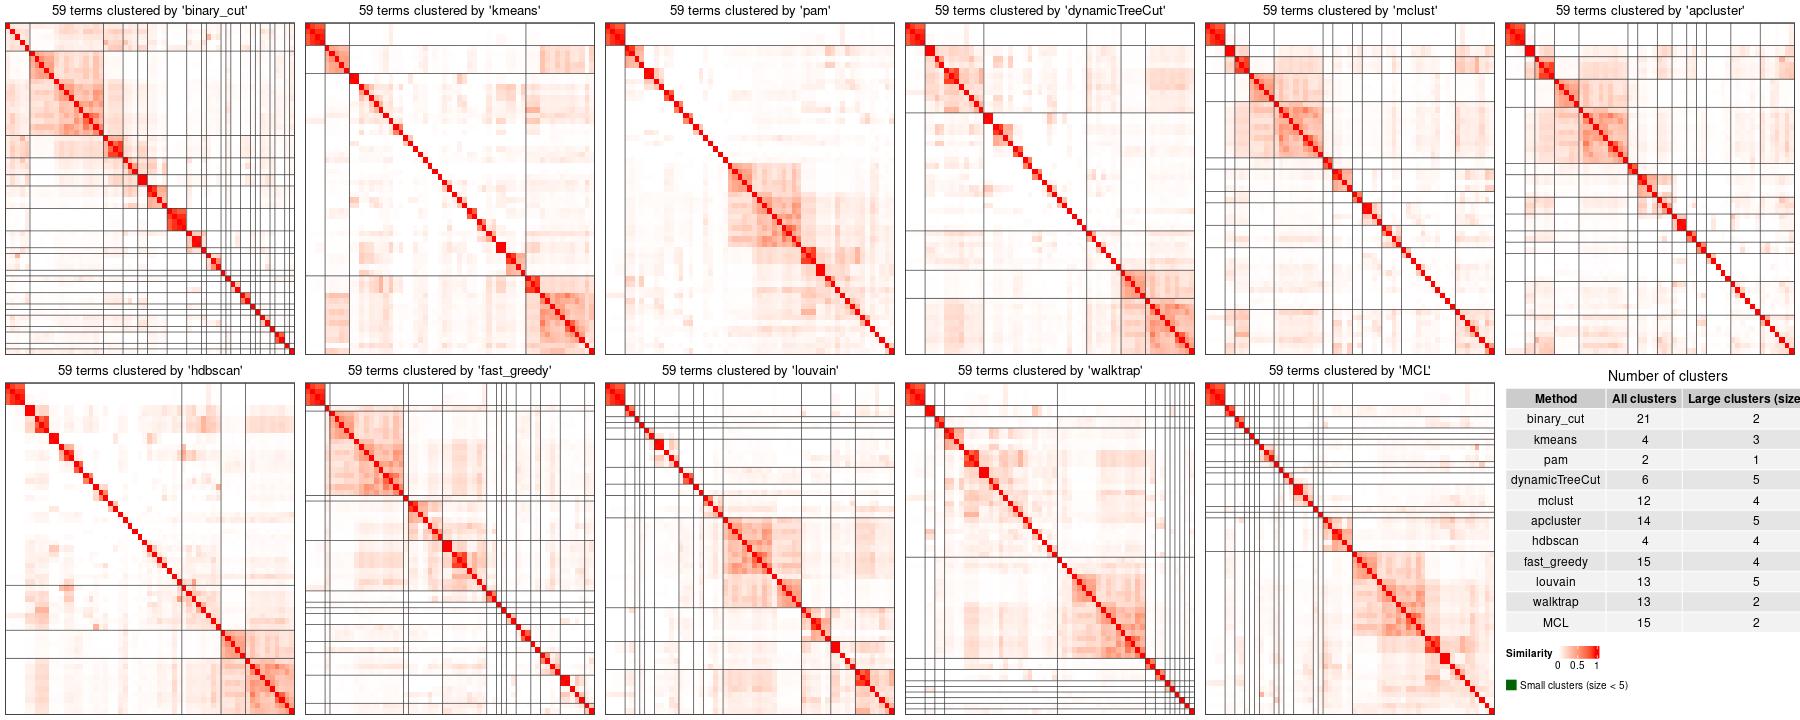 59 terms clustered by 'binary_cut'
59 terms clustered by 'kmeans'
59 terms clustered by 'pam'
59 terms clustered by 'dynamicTreeCut'
59 terms clustered by 'mclust'
59 terms clustered by 'apcluster'
59 terms clustered by 'hdbscan'
59 terms clustered by 'fast_greedy'
59 terms clustered by 'louvain'
59 terms clustered by 'walktrap'
59 terms clustered by 'MCL'
Number of clusters
Method All clusters Large clusters (size
binary_cut 21 2
kmeans 4 3
pam 2 1
dynamicTreeCut 6 5
mclust 12 4
apcluster 14 5
hdbscan 4 4
fast_greedy 15 4
louvain 13 5
walktrap 13 2
MCL 15 2
Similarity
0 0.5 1
Small clusters (size < 5)